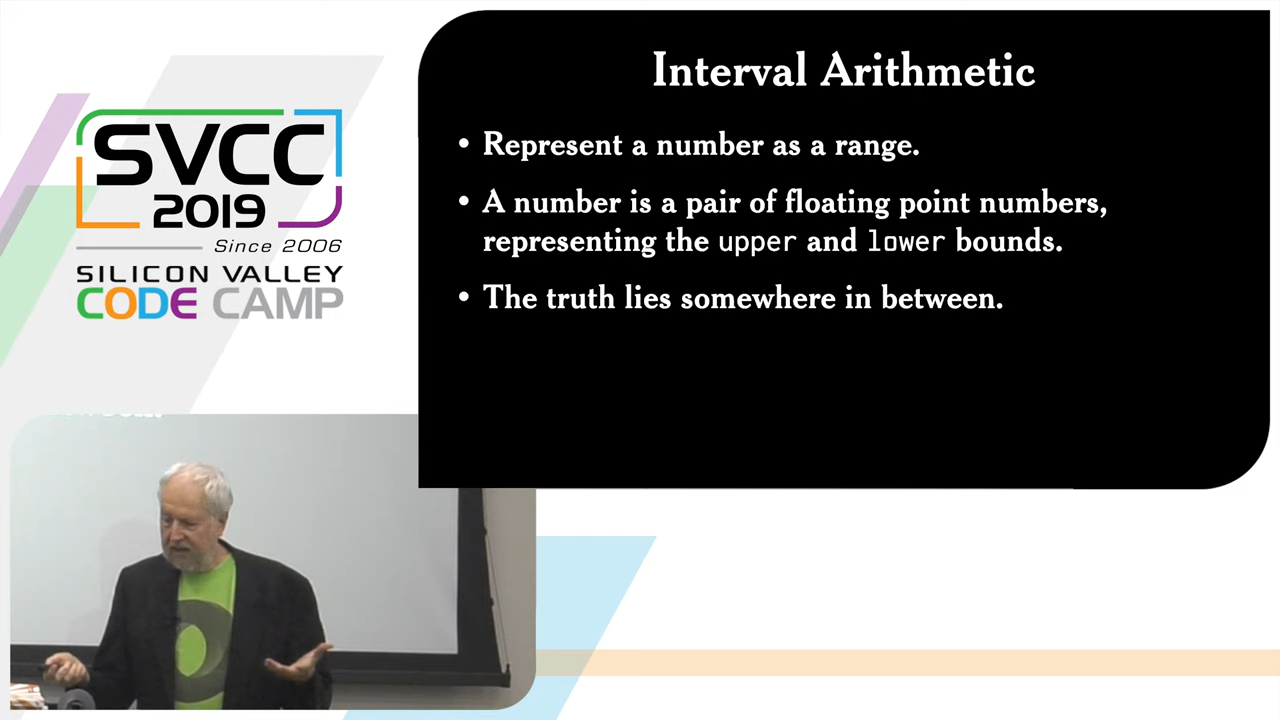 SVCC
2019
Since 2006
SILICON VALLEY
CODE CAMP
Interval Arithmetic
• Represent a number as a range.
• A number is a pair of floating point numbers,
representing the upper and lower bounds.
• The truth lies somewhere in between.